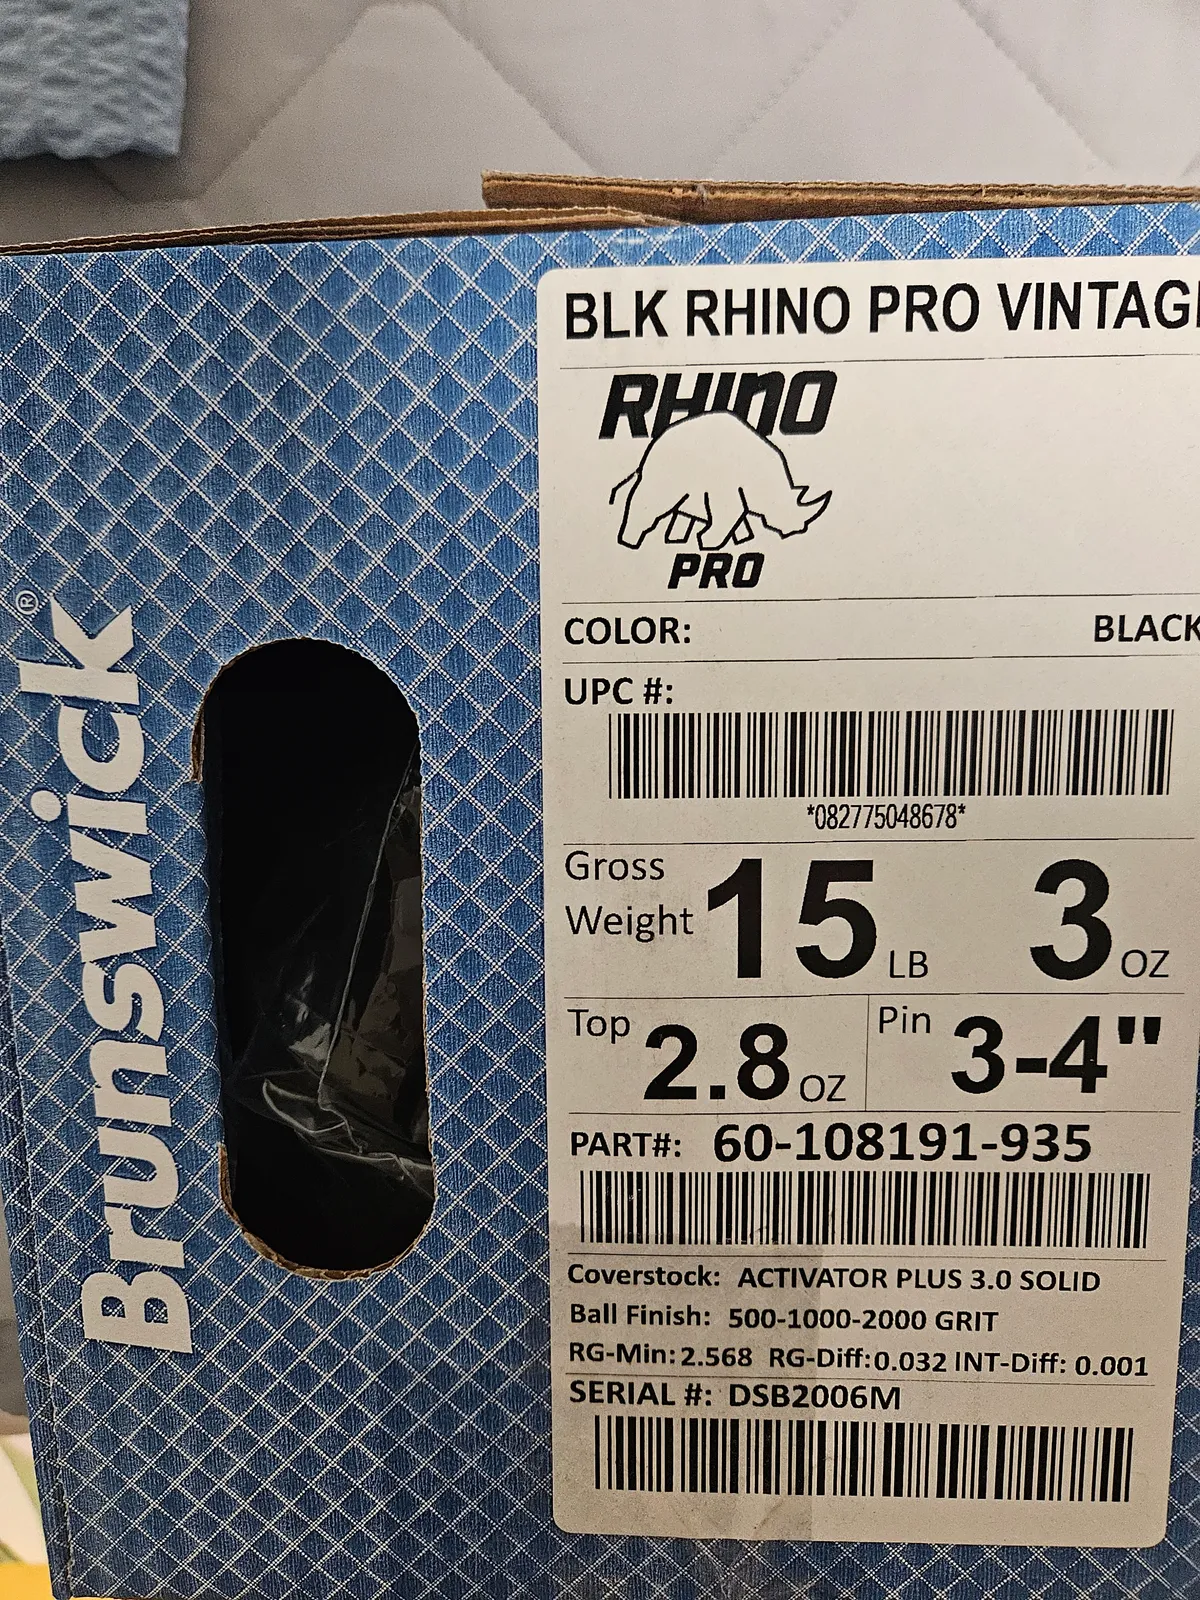 Brunswick®
BLK RHINO PRO VINTAG
RHINO
PRO
COLOR: BLACK
UPC #:
*082775048678*
Gross Weight 15 LB 3 OZ
Top 2.8 OZ Pin 3-4"
PART#: 60-108191-935
Coverstock: ACTIVATOR PLUS 3.0 SOLID
Ball Finish: 500-1000-2000 GRIT
RG-Min: 2.568 RG-Diff: 0.032 INT-Diff: 0.001
SERIAL #: DSB2006M